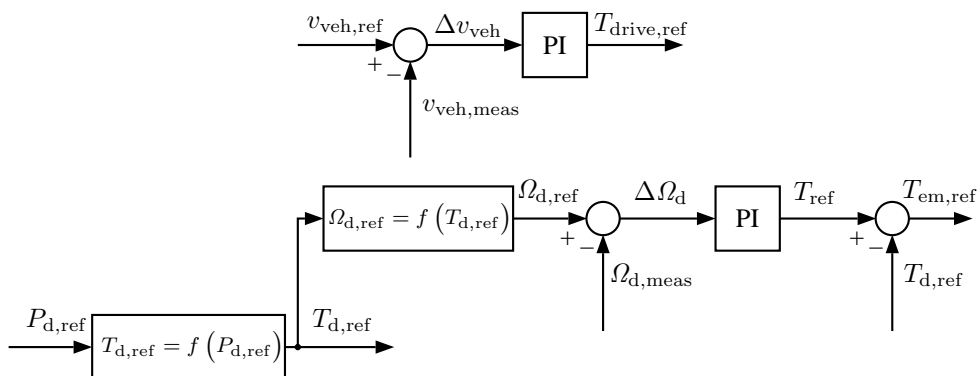 v_veh,ref
Δv_veh
PI
T_drive,ref
+
−
v_veh,meas
Ω_d,ref = f (T_d,ref)
Ω_d,ref
ΔΩ_d
PI
T_ref
T_em,ref
+
−
+
−
Ω_d,meas
T_d,ref
P_d,ref
T_d,ref = f (P_d,ref)
T_d,ref